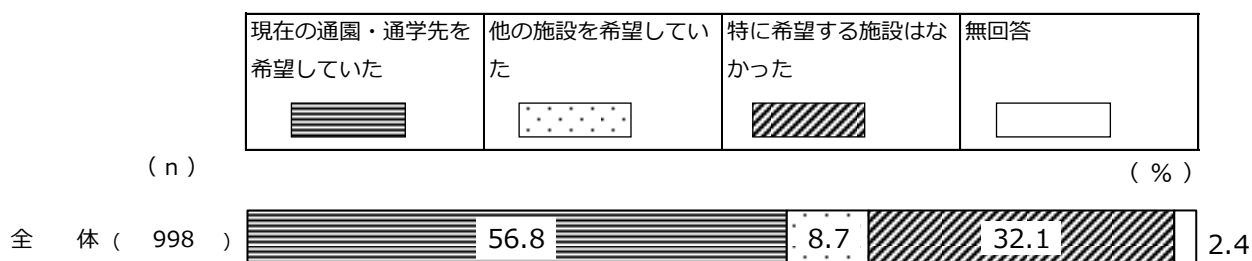 現在の通園・通学先を
希望していた
他の施設を希望してい
た
特に希望する施設はな
かった
無回答
(n)
(%)
全 体( 998 )
56.8
8.7
32.1
2.4